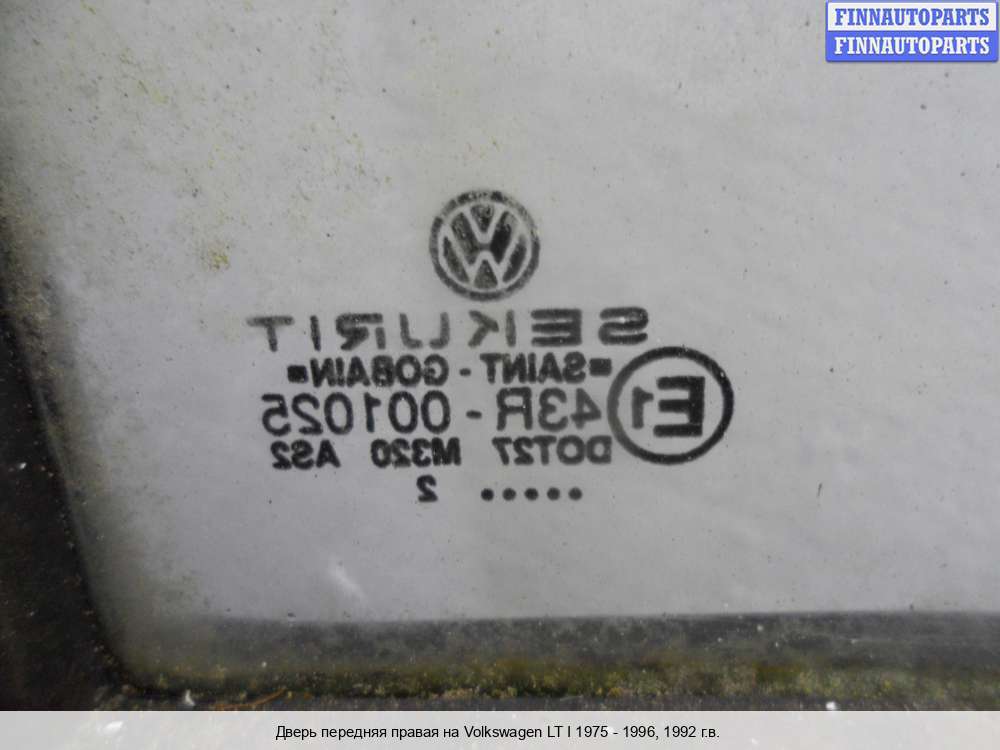 FINNAUTOPARTS
FINNAUTOPARTS
VW
SEKURIT
SAINT-GOBAIN
E1 43R-001025
DOT27 M320 AS2
..... 2
Дверь передняя правая на Volkswagen LT I 1975 - 1996, 1992 г.в.